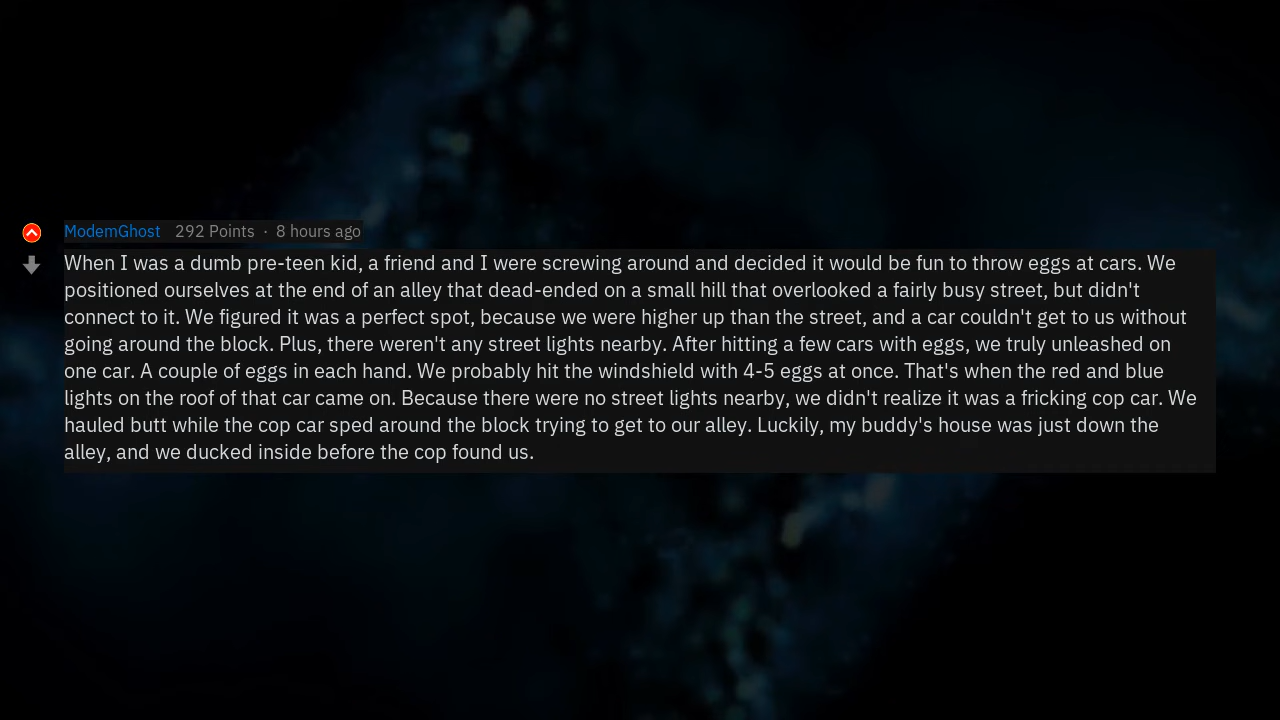 ModemGhost 292 Points · 8 hours ago
When I was a dumb pre-teen kid, a friend and I were screwing around and decided it would be fun to throw eggs at cars. We
positioned ourselves at the end of an alley that dead-ended on a small hill that overlooked a fairly busy street, but didn't
connect to it. We figured it was a perfect spot, because we were higher up than the street, and a car couldn't get to us without
going around the block. Plus, there weren't any street lights nearby. After hitting a few cars with eggs, we truly unleashed on
one car. A couple of eggs in each hand. We probably hit the windshield with 4-5 eggs at once. That's when the red and blue
lights on the roof of that car came on. Because there were no street lights nearby, we didn't realize it was a fricking cop car. We
hauled butt while the cop car sped around the block trying to get to our alley. Luckily, my buddy's house was just down the
alley, and we ducked inside before the cop found us.